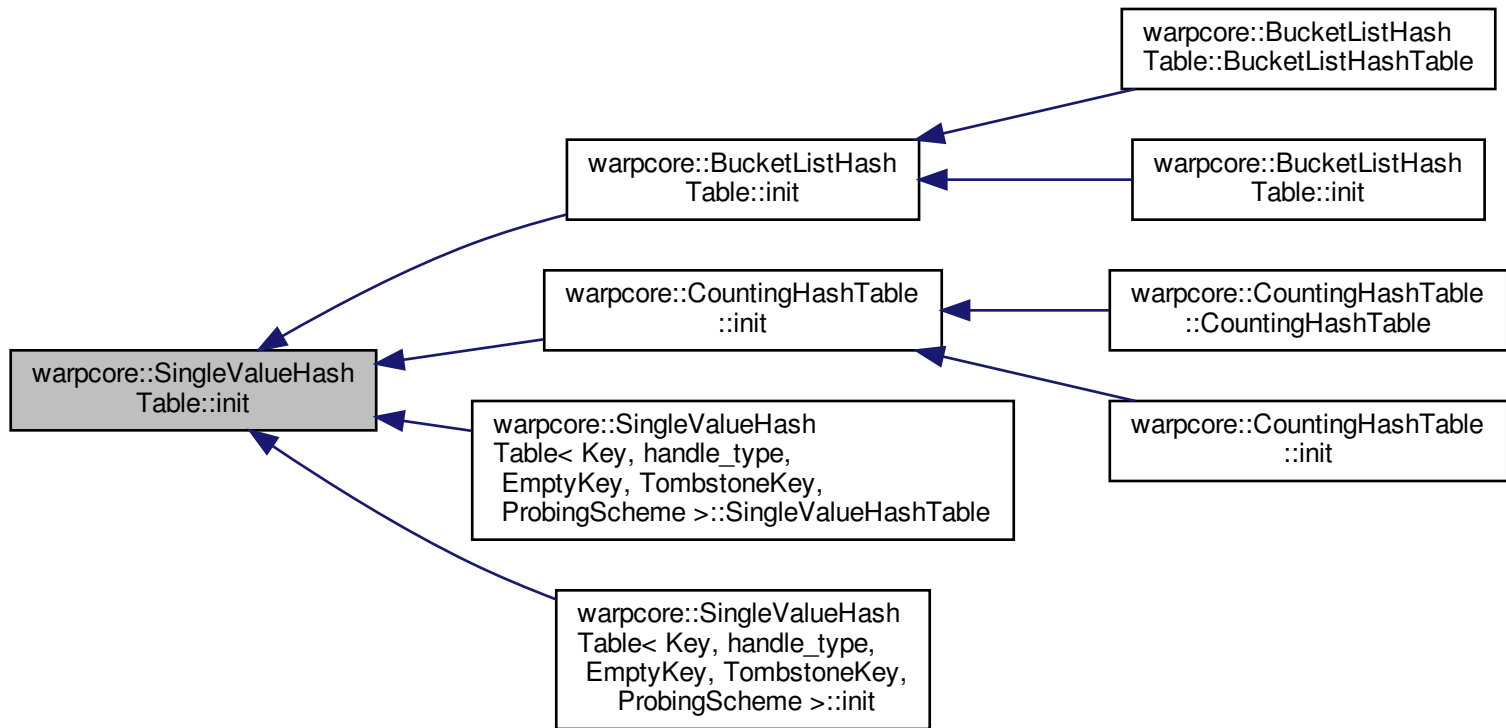 warpcore::BucketListHash
Table::BucketListHashTable
warpcore::BucketListHash
Table::init
warpcore::BucketListHash
Table::init
warpcore::CountingHashTable
::init
warpcore::CountingHashTable
::CountingHashTable
warpcore::SingleValueHash
Table::init
warpcore::SingleValueHash
Table< Key, handle_type,
EmptyKey, TombstoneKey,
ProbingScheme >::SingleValueHashTable
warpcore::CountingHashTable
::init
warpcore::SingleValueHash
Table< Key, handle_type,
EmptyKey, TombstoneKey,
ProbingScheme >::init